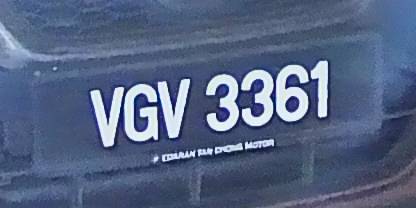 VGV 3361
EDARAN TAN CHONG MOTOR